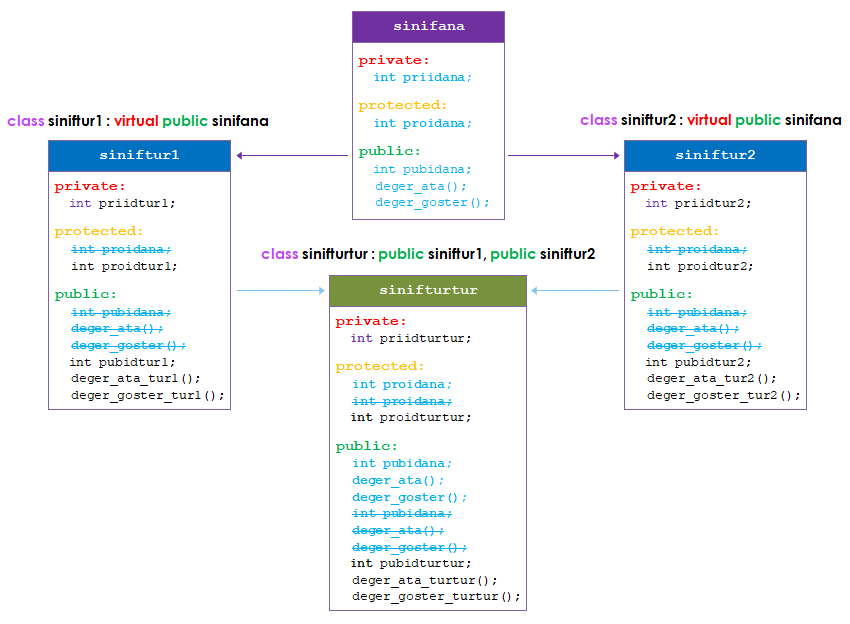 sinifana
private:
int priidana;
protected:
int proidana;
public:
int pubidana;
deger_ata();
deger_goster();
class siniftur1 : virtual public sinifana
siniftur1
private:
int priidtur1;
protected:
int proidana;
int proidtur1;
public:
int pubidana;
deger_ata();
deger_goster();
int pubidtur1;
deger_ata_tur1();
deger_goster_tur1();
class siniftur2 : virtual public sinifana
siniftur2
private:
int priidtur2;
protected:
int proidana;
int proidtur2;
public:
int pubidana;
deger_ata();
deger_goster();
int pubidtur2;
deger_ata_tur2();
deger_goster_tur2();
class sinifturtur : public siniftur1, public siniftur2
sinifturtur
private:
int priidturtur;
protected:
int proidana;
int proidana;
int proidturtur;
public:
int pubidana;
deger_ata();
deger_goster();
int pubidana;
deger_ata();
deger_goster();
int pubidturtur;
deger_ata_turtur();
deger_goster_turtur();